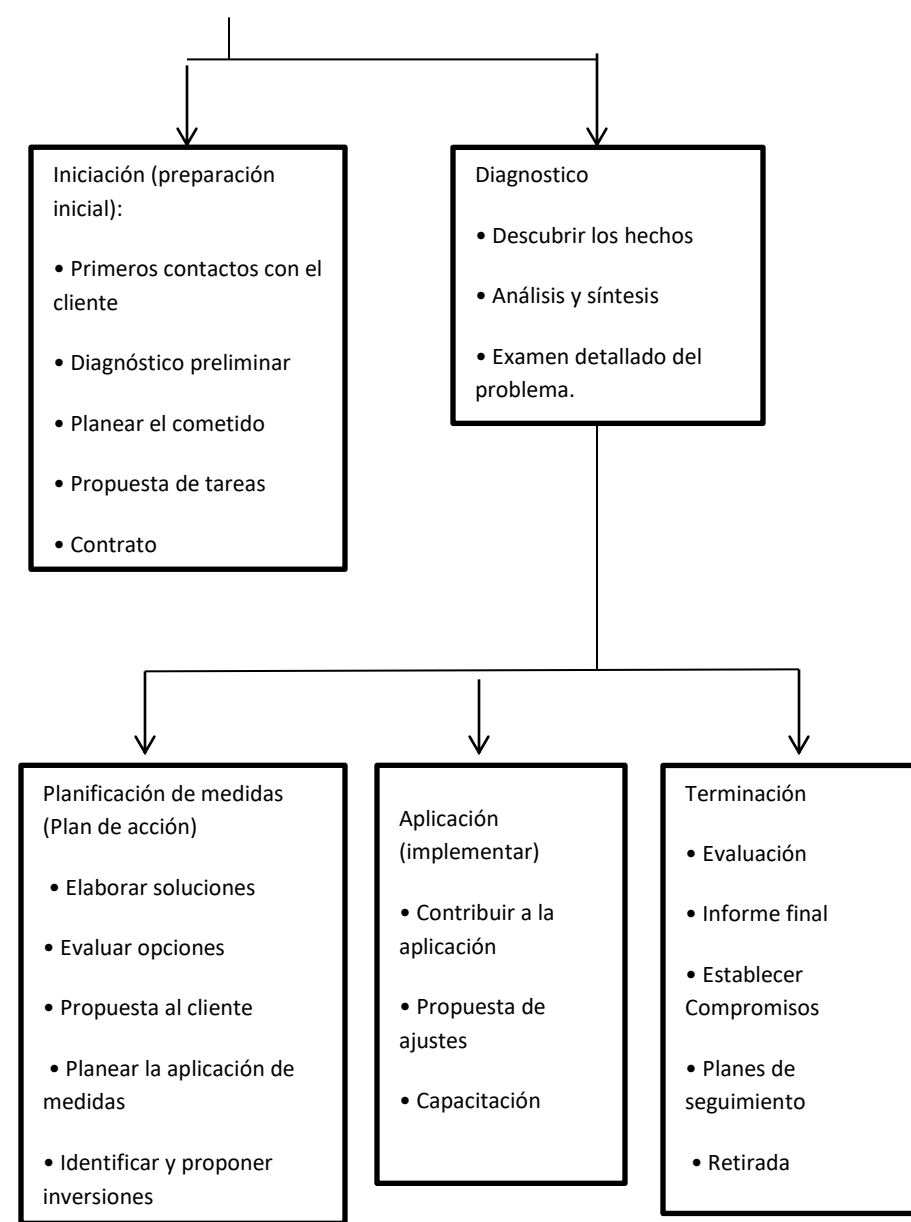 Iniciación (preparación
inicial):
• Primeros contactos con el
cliente
• Diagnóstico preliminar
• Planear el cometido
• Propuesta de tareas
• Contrato
Diagnostico
• Descubrir los hechos
• Análisis y síntesis
• Examen detallado del
problema.
Planificación de medidas
(Plan de acción)
• Elaborar soluciones
• Evaluar opciones
• Propuesta al cliente
• Planear la aplicación de
medidas
• Identificar y proponer
inversiones
Aplicación
(implementar)
• Contribuir a la
aplicación
• Propuesta de
ajustes
• Capacitación
Terminación
• Evaluación
• Informe final
• Establecer
Compromisos
• Planes de
seguimiento
• Retirada